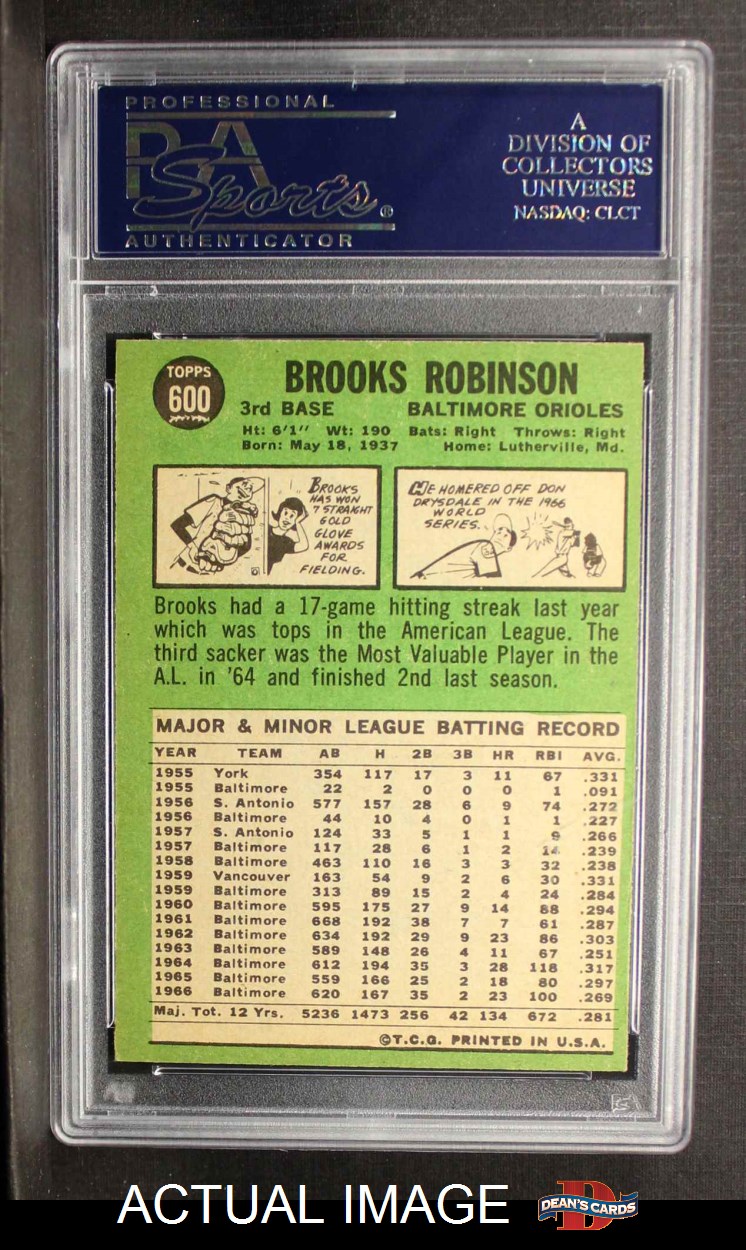 PROFESSIONAL
PSA
Sports®
AUTHENTICATOR
A
DIVISION OF
COLLECTORS
UNIVERSE
NASDAQ: CLCT
TOPPS
600
BROOKS ROBINSON
3rd BASE BALTIMORE ORIOLES
Ht: 6'1" Wt: 190 Bats: Right Throws: Right
Born: May 18, 1937 Home: Lutherville, Md.
BROOKS
HAS WON
7 STRAIGHT
GOLD
GLOVE
AWARDS
FOR
FIELDING.
HE HOMERED OFF DON
DRYSDALE IN THE 1966
WORLD
SERIES.
Brooks had a 17-game hitting streak last year
which was tops in the American League. The
third sacker was the Most Valuable Player in the
A.L. in '64 and finished 2nd last season.
MAJOR & MINOR LEAGUE BATTING RECORD
YEAR TEAM AB H 2B 3B HR RBI AVG.
1955 York 354 117 17 3 11 67 .331
1955 Baltimore 22 2 0 0 0 1 .091
1956 S. Antonio 577 157 28 6 9 74 .272
1956 Baltimore 44 10 4 0 1 1 .227
1957 S. Antonio 124 33 5 1 1 9 .266
1957 Baltimore 117 28 6 1 2 14 .239
1958 Baltimore 463 110 16 3 3 32 .238
1959 Vancouver 163 54 9 2 6 30 .331
1959 Baltimore 313 89 15 2 4 24 .284
1960 Baltimore 595 175 27 9 14 88 .294
1961 Baltimore 668 192 38 7 7 61 .287
1962 Baltimore 634 192 29 9 23 86 .303
1963 Baltimore 589 148 26 4 11 67 .251
1964 Baltimore 612 194 35 3 28 118 .317
1965 Baltimore 559 166 25 2 18 80 .297
1966 Baltimore 620 167 35 2 23 100 .269
Maj. Tot. 12 Yrs. 5236 1473 256 42 134 672 .281
©T.C.G. PRINTED IN U.S.A.
ACTUAL IMAGE
DEAN'S CARDS